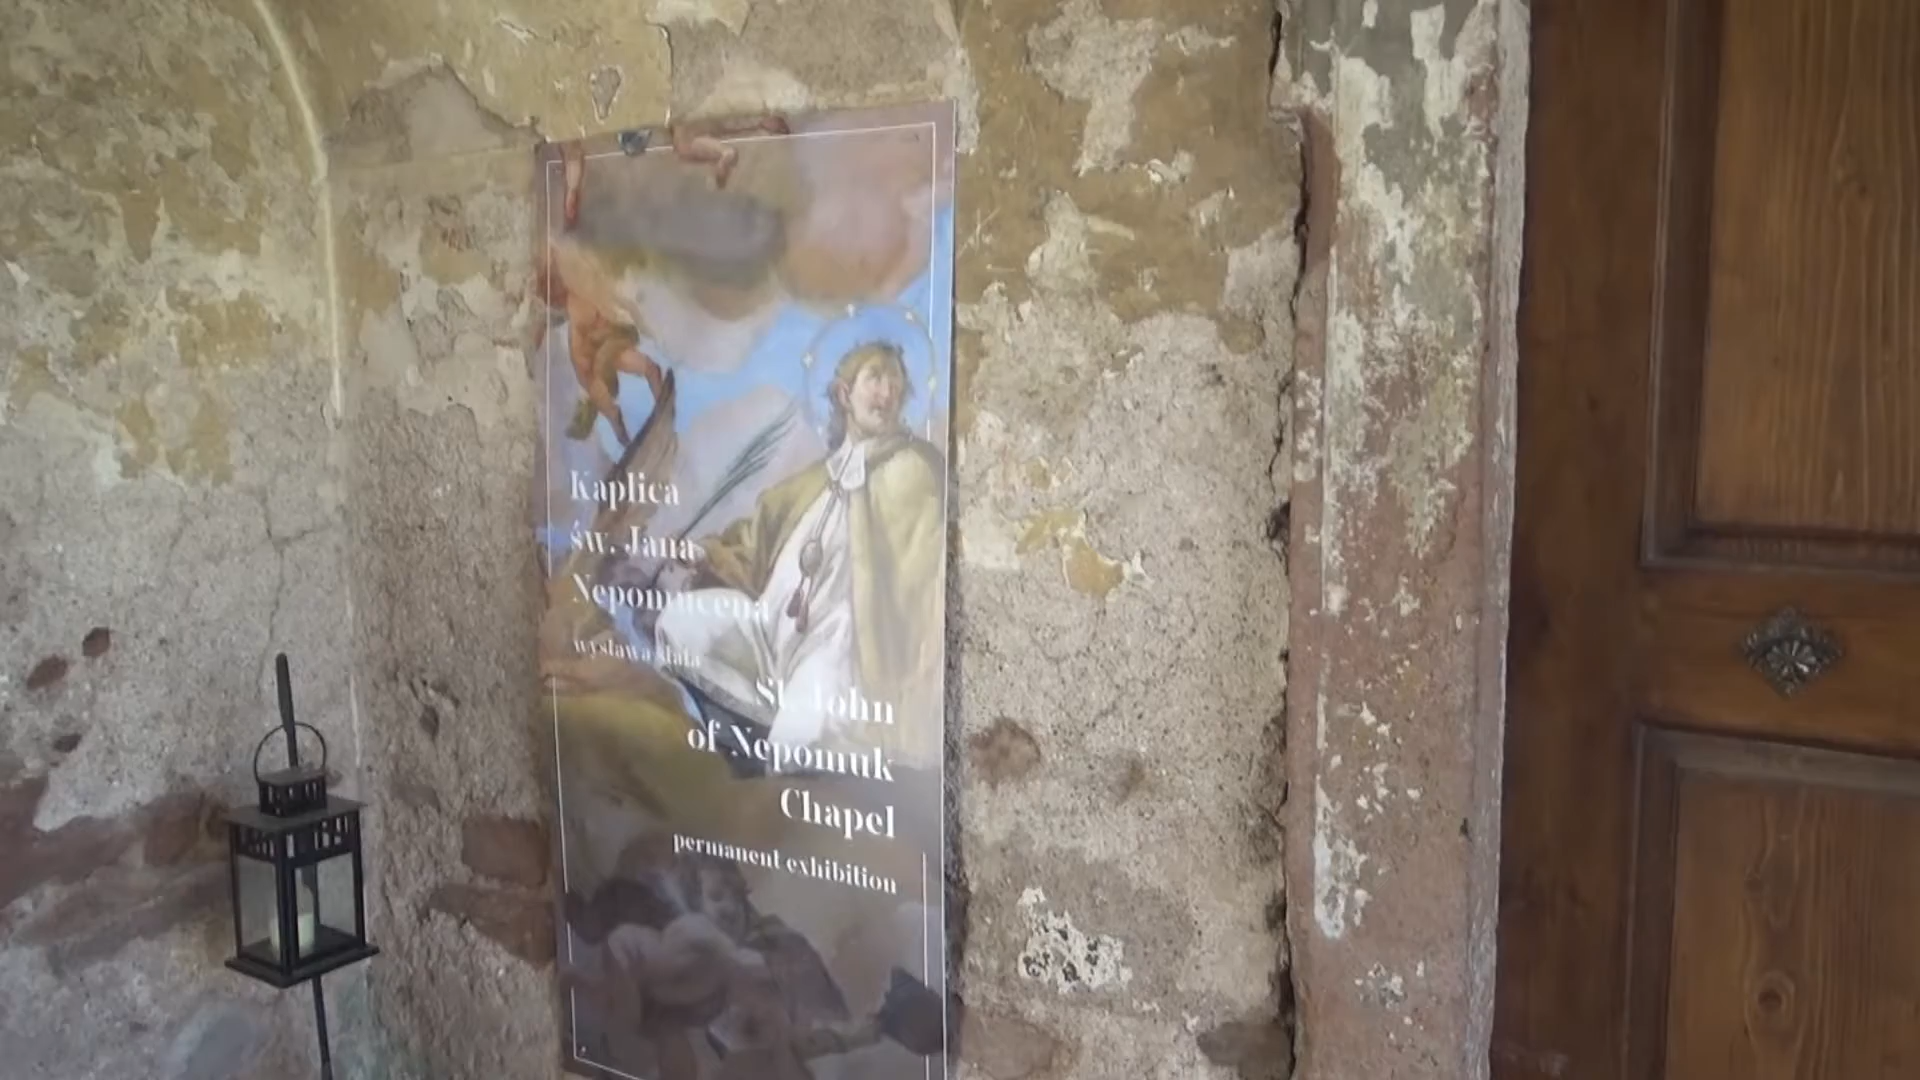 Kaplica
św. Jana
Nepomucena
wystawa stała
St. John
of Nepomuk
Chapel
permanent exhibition